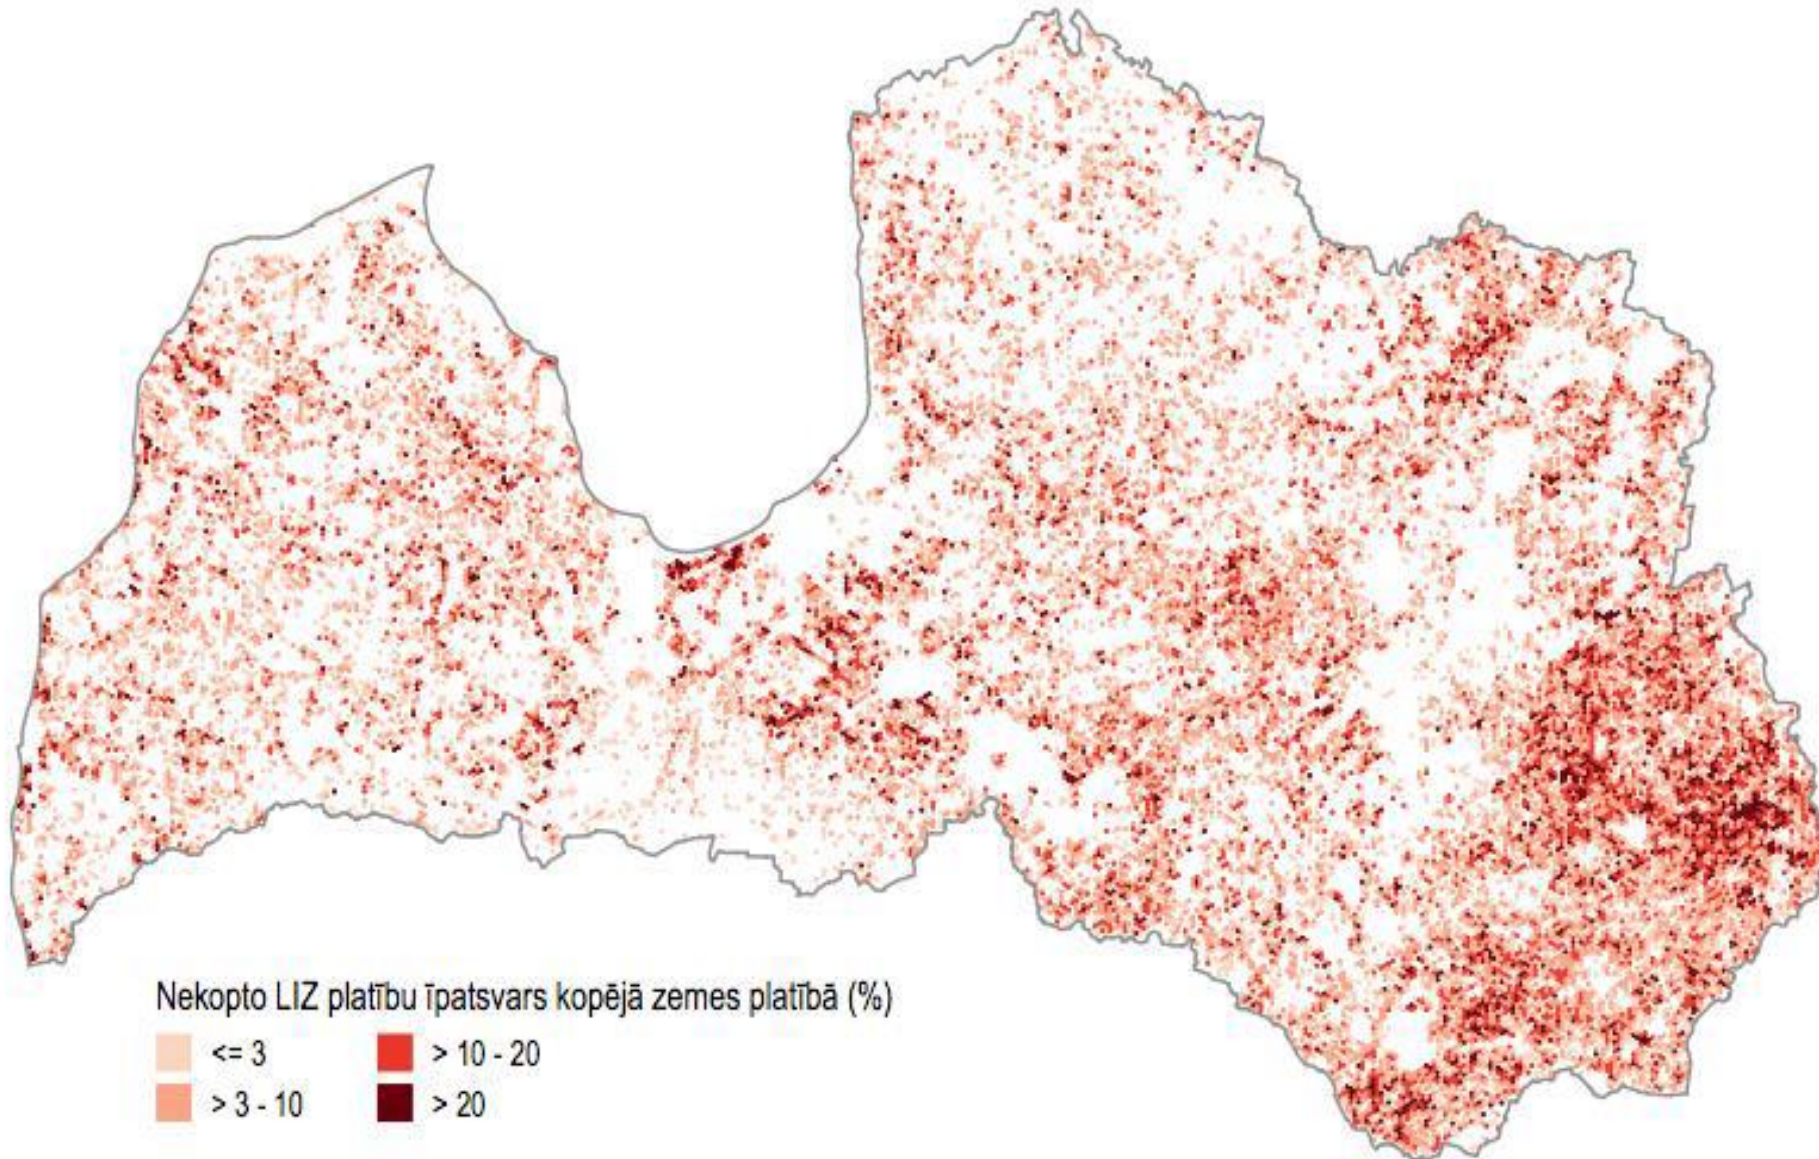 Nekopto LIZ platību īpatsvars kopējā zemes platībā (%)
<= 3
> 10 - 20
> 3 - 10
> 20